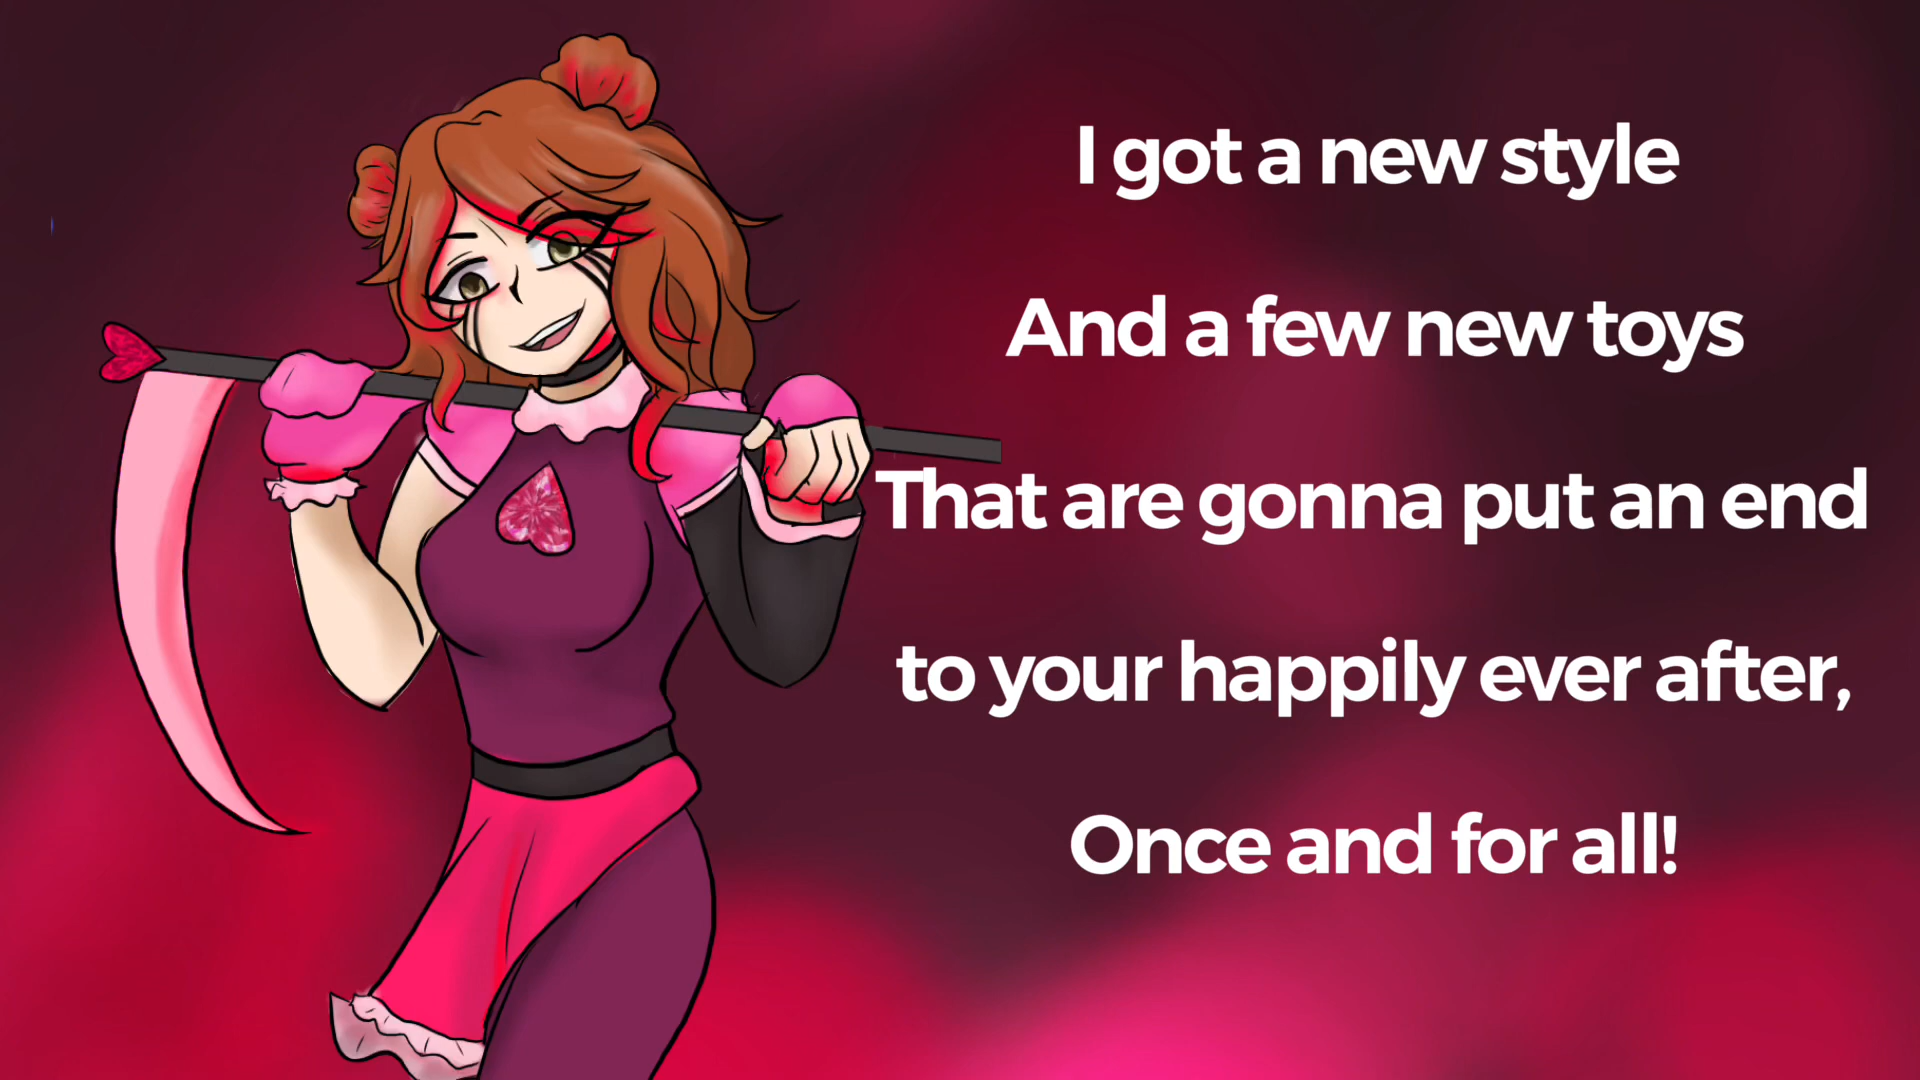 I got a new style
And a few new toys
That are gonna put an end
to your happily ever after,
Once and for all!